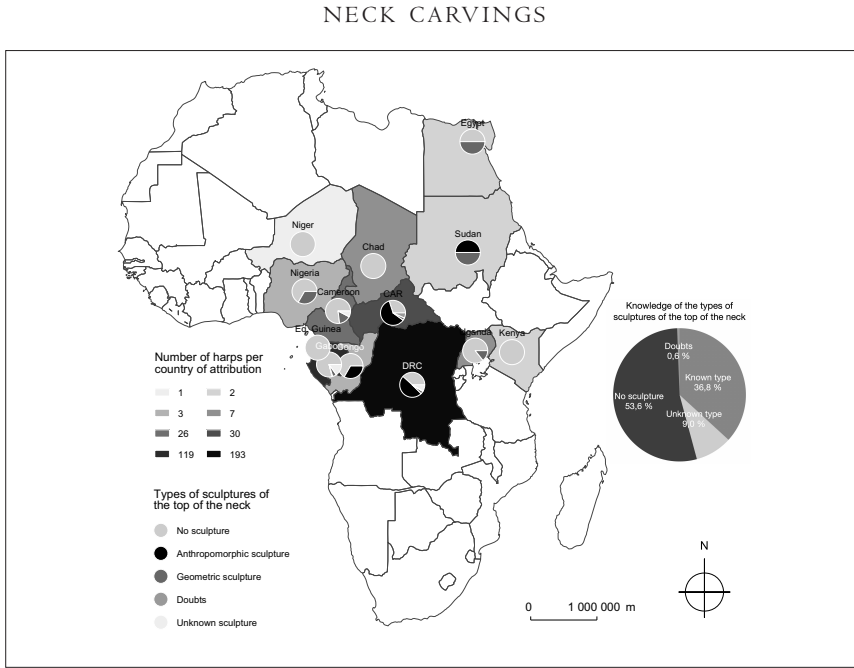 NECK CARVINGS
Egypt
Sudan
Niger
Chad
Nigeria
Cameroon
CAR
Eq. Guinea
Gabon
Congo
Uganda
Kenya
DRC
Knowledge of the types of
sculptures of the top of the neck
Doubts
0,6 %
Known type
36,8 %
No sculpture
53,6 %
Unknown type
9,0 %
Number of harps per
country of attribution
1 2
3 7
26 30
119 193
Types of sculptures of
the top of the neck
No sculpture
Anthropomorphic sculpture
Geometric sculpture
Doubts
Unknown sculpture
N
0 1 000 000 m